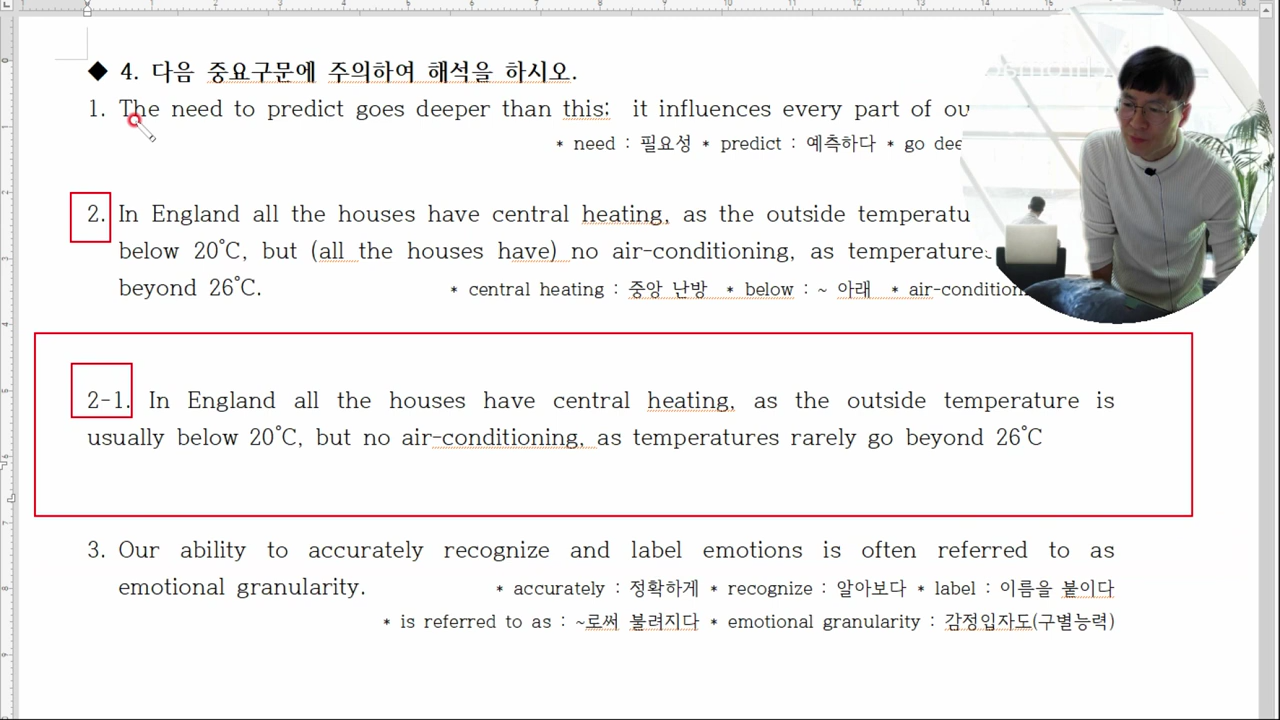 ◆ 4. 다음 중요구문에 주의하여 해석을 하시오.
1. The need to predict goes deeper than this: it influences every part of ou
* need : 필요성 * predict : 예측하다 * go dee
2. In England all the houses have central heating, as the outside temperatu
below 20°C, but (all the houses have) no air-conditioning, as temperatures
beyond 26°C.
* central heating : 중앙 난방 * below : ~ 아래 * air-condition
2-1. In England all the houses have central heating, as the outside temperature is
usually below 20°C, but no air-conditioning, as temperatures rarely go beyond 26°C
3. Our ability to accurately recognize and label emotions is often referred to as
emotional granularity.
* accurately : 정확하게 * recognize : 알아보다 * label : 이름을 붙이다
* is referred to as : ~로써 불려지다 * emotional granularity : 감정입자도(구별능력)